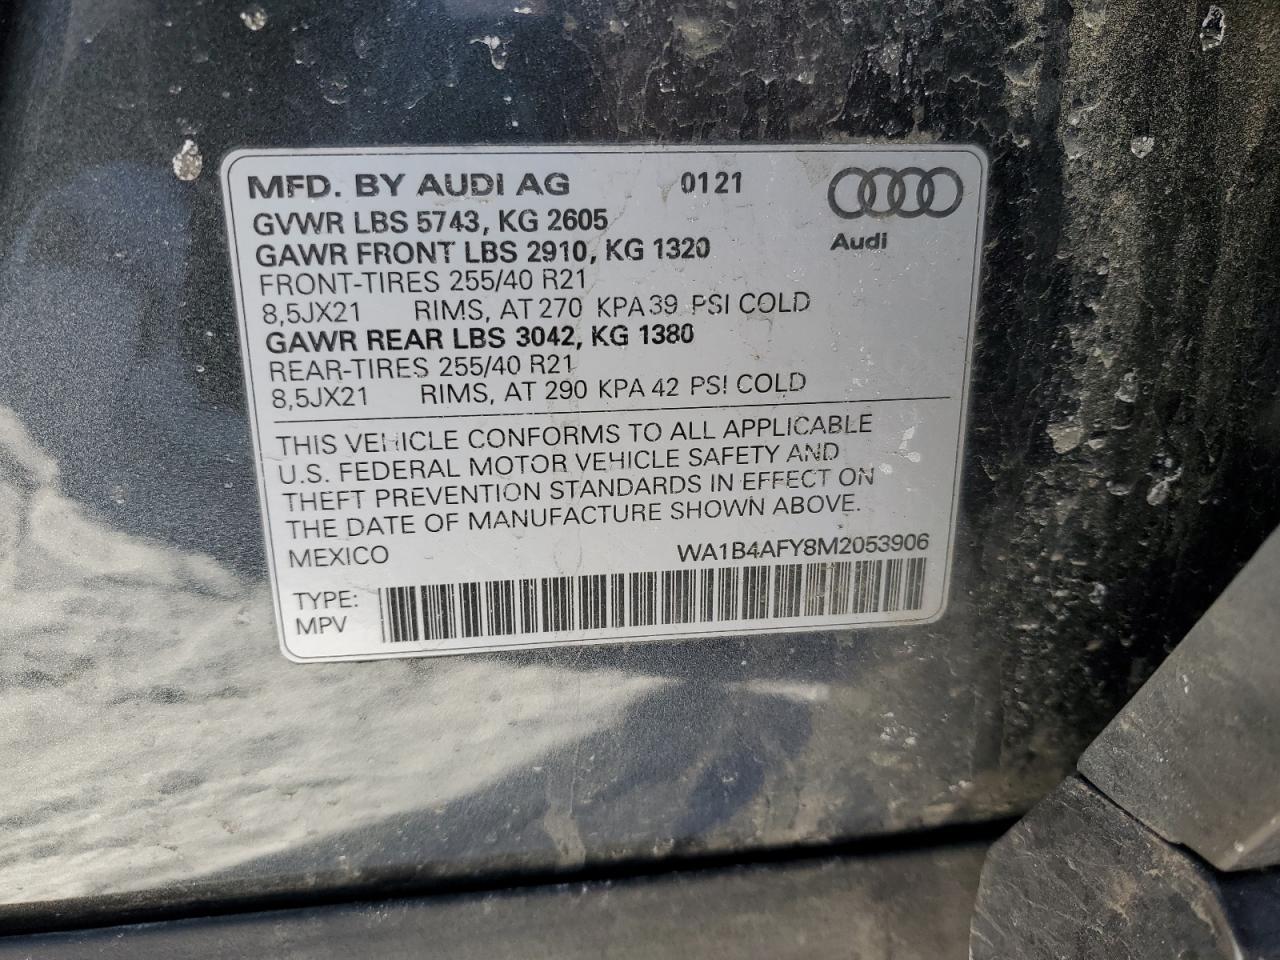 MFD. BY AUDI AG 0121
Audi
GVWR LBS 5743, KG 2605
GAWR FRONT LBS 2910, KG 1320
FRONT-TIRES 255/40 R21
8,5JX21 RIMS, AT 270 KPA 39 PSI COLD
GAWR REAR LBS 3042, KG 1380
REAR-TIRES 255/40 R21
8,5JX21 RIMS, AT 290 KPA 42 PSI COLD
THIS VEHICLE CONFORMS TO ALL APPLICABLE
U.S. FEDERAL MOTOR VEHICLE SAFETY AND
THEFT PREVENTION STANDARDS IN EFFECT ON
THE DATE OF MANUFACTURE SHOWN ABOVE.
MEXICO WA1B4AFY8M2053906
TYPE:
MPV